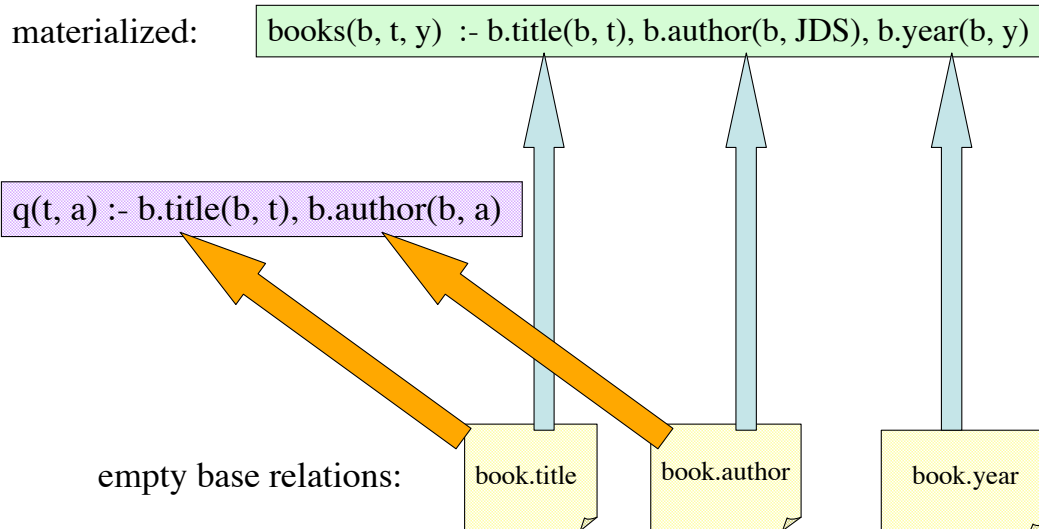 materialized:
books(b, t, y) :- b.title(b, t), b.author(b, JDS), b.year(b, y)
q(t, a) :- b.title(b, t), b.author(b, a)
empty base relations:
book.title
book.author
book.year